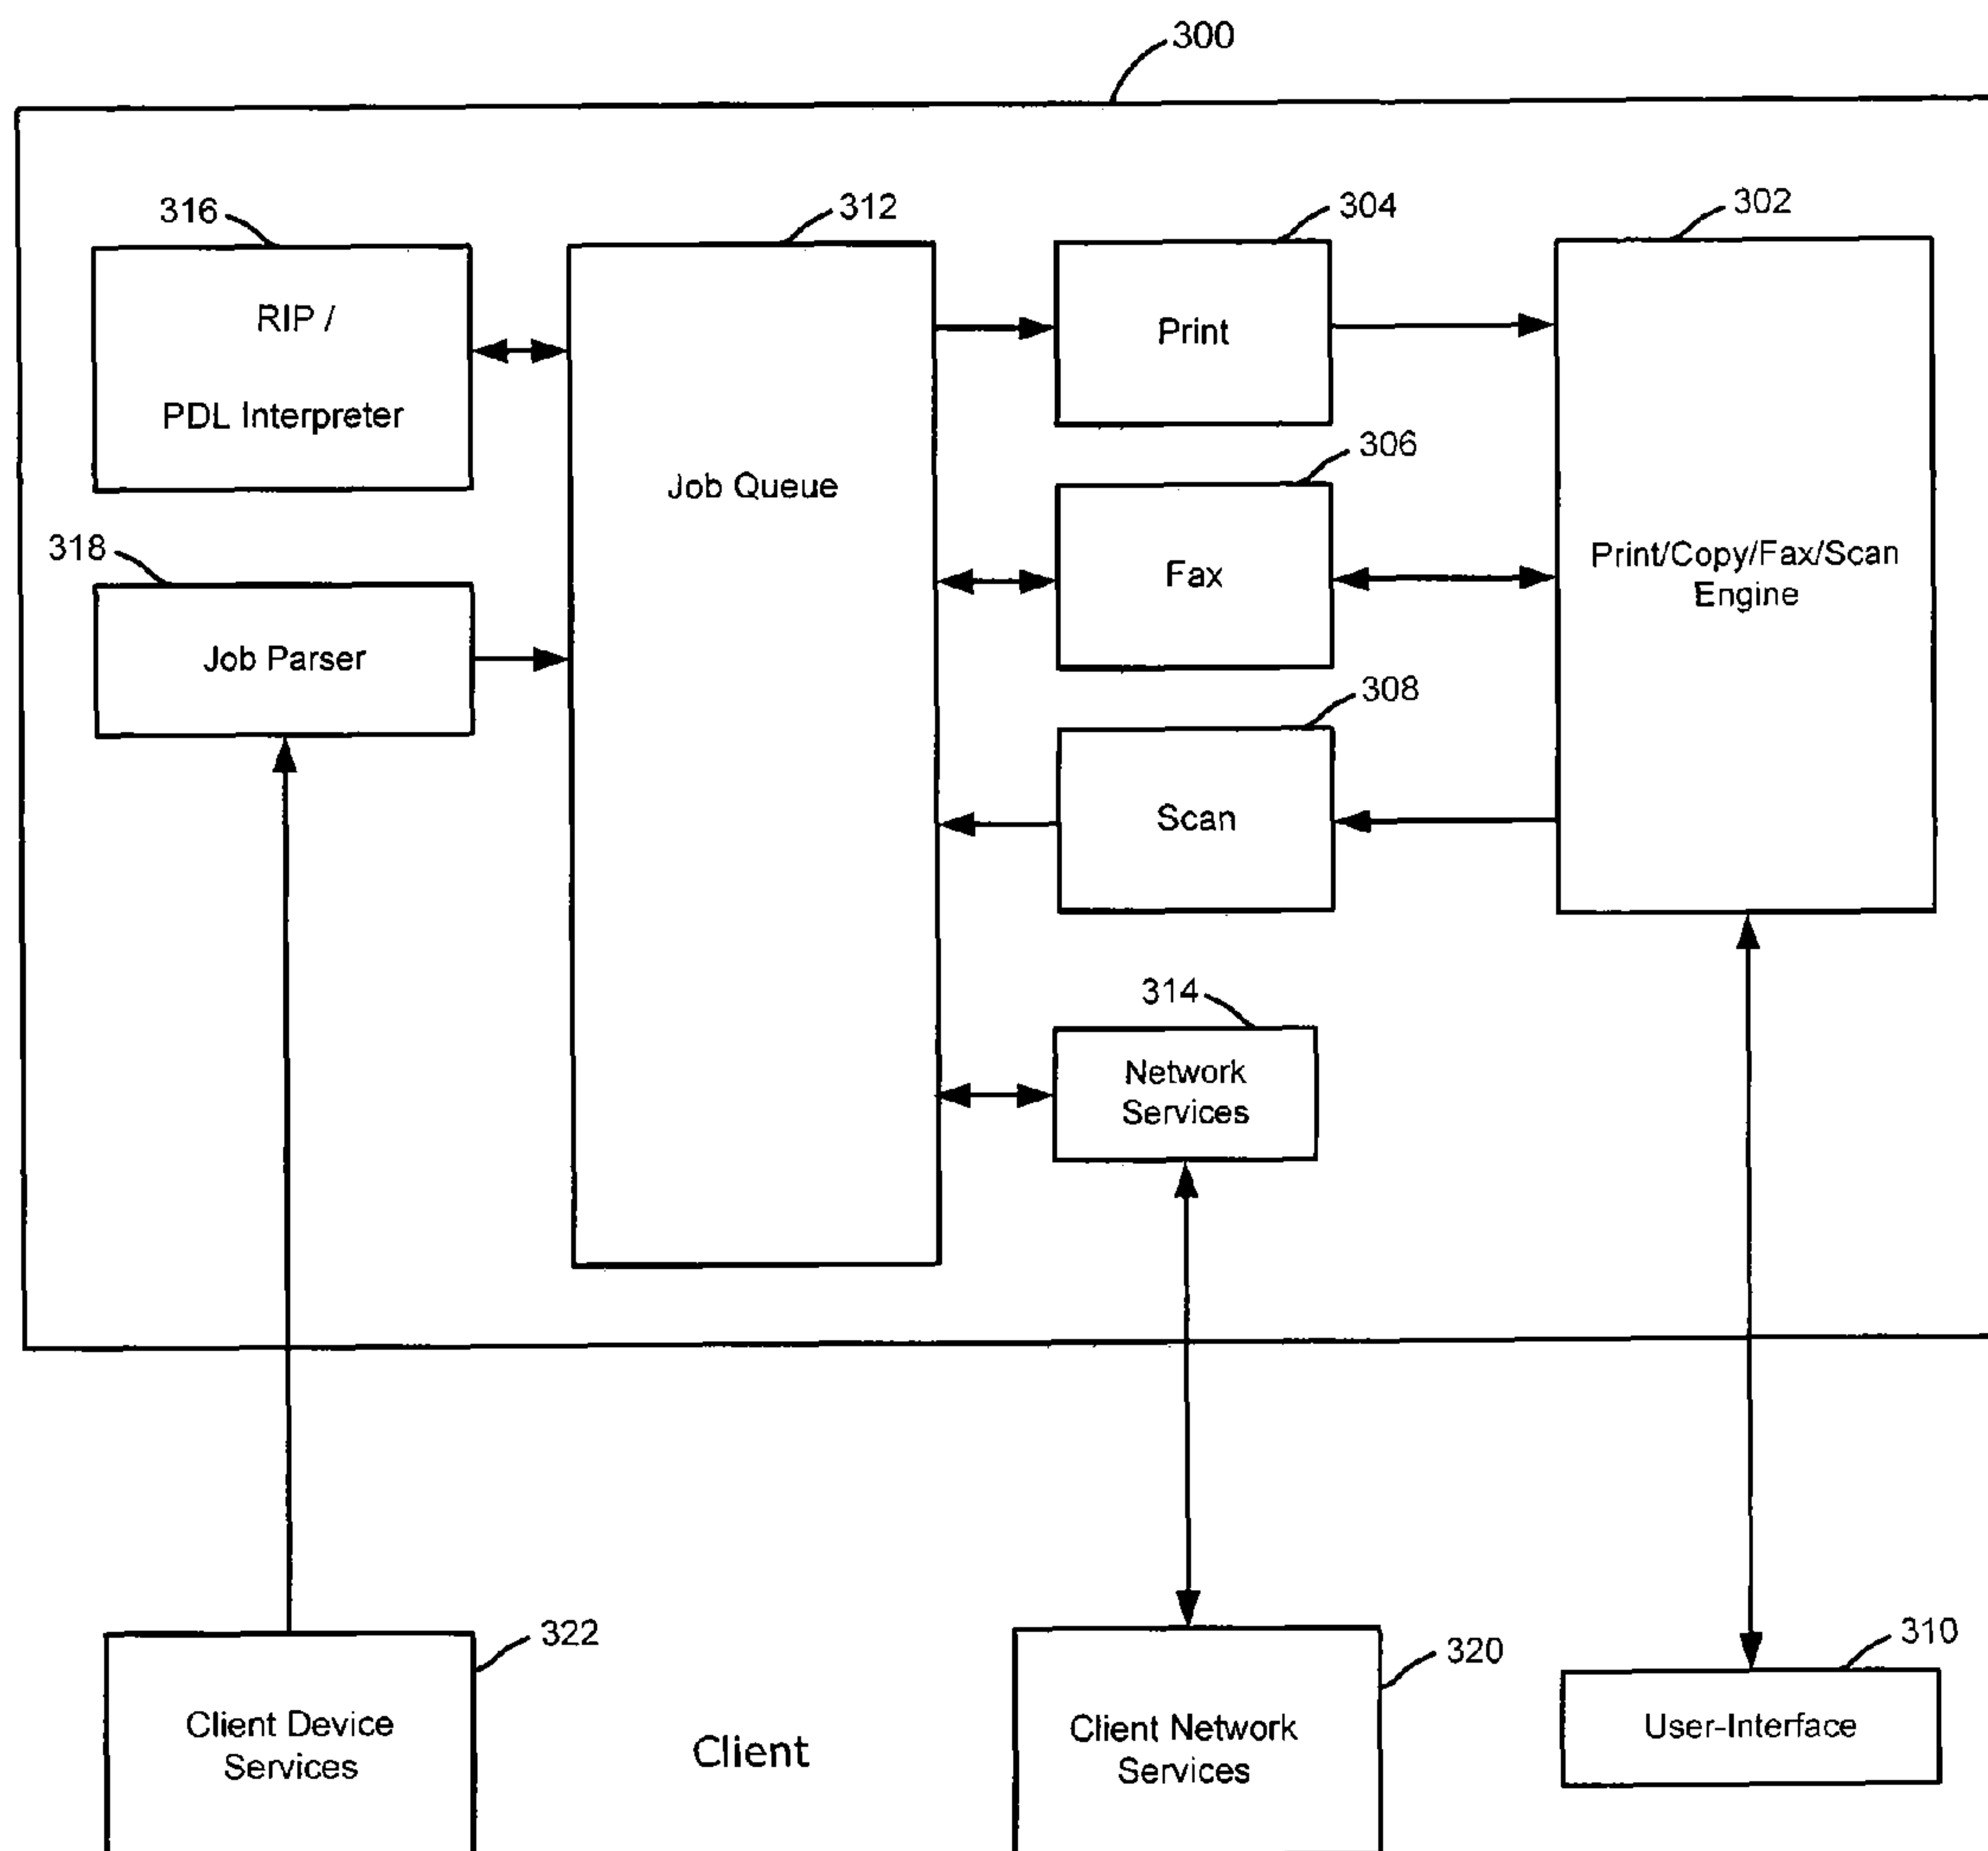 300
316
312
304
302
RIP /
PDL Interpreter
Job Queue
Print
306
Print/Copy/Fax/Scan
Engine
318
Fax
Job Parser
308
Scan
314
Network
Services
322
320
310
Client Device
Services
Client
Client Network
Services
User-Interface